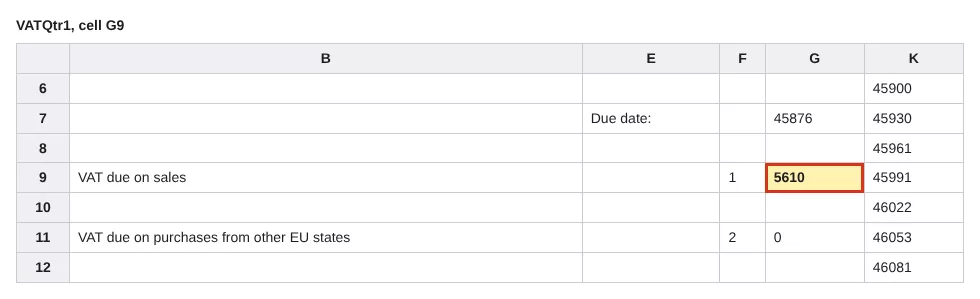 VATQtr1, cell G9
B E F G K
6 45900
7 Due date: 45876 45930
8 45961
9 VAT due on sales 1 5610 45991
10 46022
11 VAT due on purchases from other EU states 2 0 46053
12 46081